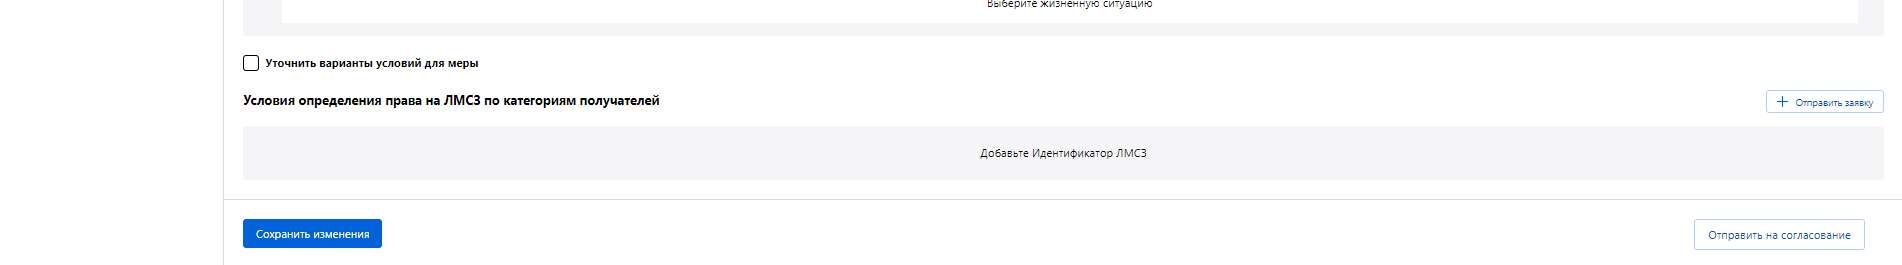 Выберите жизненную ситуацию
Уточнить варианты условий для меры
Условия определения права на ЛМСЗ по категориям получателей
Отправить заявку
Добавьте Идентификатор ЛМСЗ
Сохранить изменения
Отправить на согласование